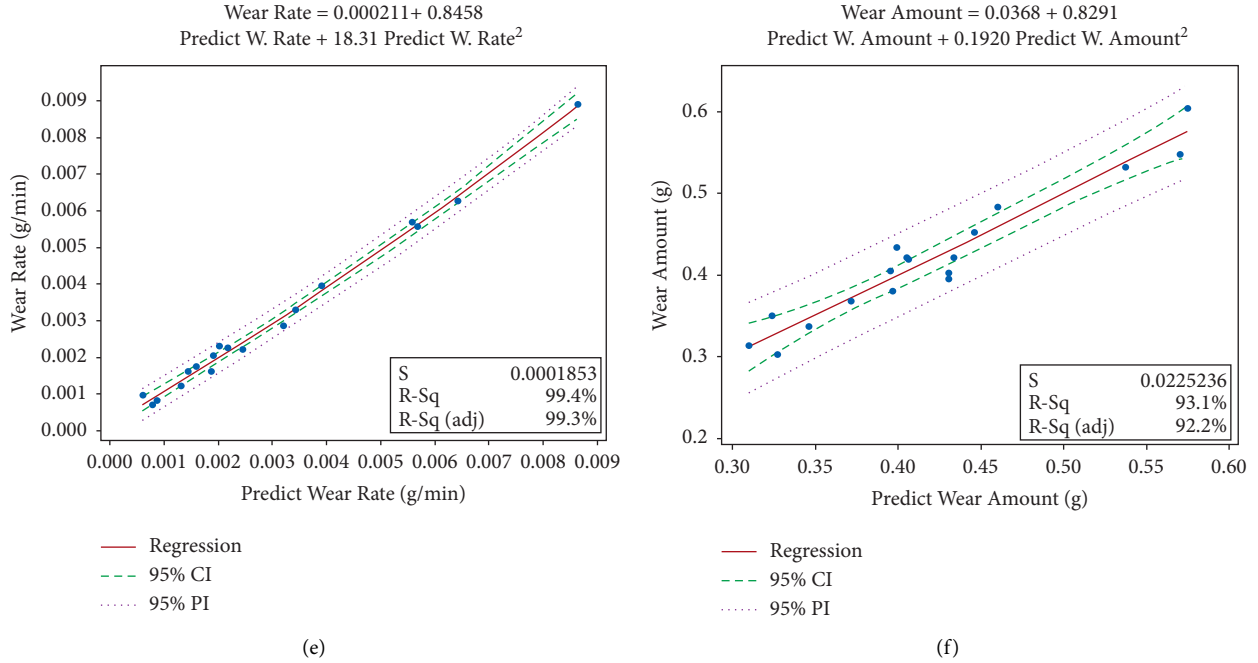 Wear Rate = 0.000211+ 0.8458
Predict W. Rate + 18.31 Predict W. Rate²
0.009
0.008
0.007
0.006
0.005
0.004
0.003
0.002
0.001
0.000
Wear Rate (g/min)
S 0.0001853
R-Sq 99.4%
R-Sq (adj) 99.3%
0.000 0.001 0.002 0.003 0.004 0.005 0.006 0.007 0.008 0.009
Predict Wear Rate (g/min)
Regression
95% CI
95% PI
(e)
Wear Amount = 0.0368 + 0.8291
Predict W. Amount + 0.1920 Predict W. Amount²
0.6
0.5
0.4
0.3
0.2
Wear Amount (g)
S 0.0225236
R-Sq 93.1%
R-Sq (adj) 92.2%
0.30 0.35 0.40 0.45 0.50 0.55 0.60
Predict Wear Amount (g)
Regression
95% CI
95% PI
(f)